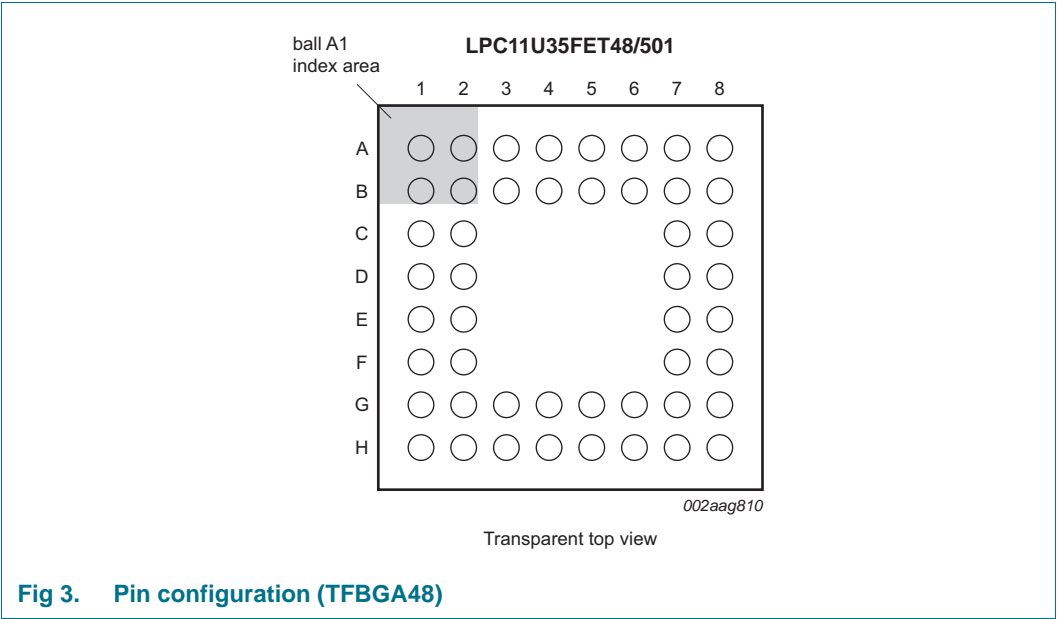 ball A1
index area
LPC11U35FET48/501
1 2 3 4 5 6 7 8
A
B
C
D
E
F
G
H
002aag810
Transparent top view
Fig 3. Pin configuration (TFBGA48)